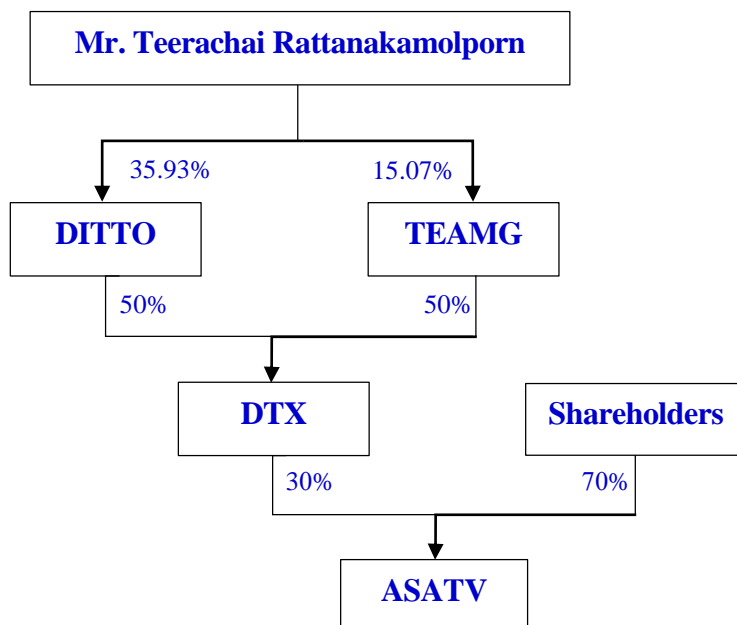 Mr. Teerachai Rattanakamolporn
35.93%
15.07%
DITTO
TEAMG
50%
50%
DTX
Shareholders
30%
70%
ASATV